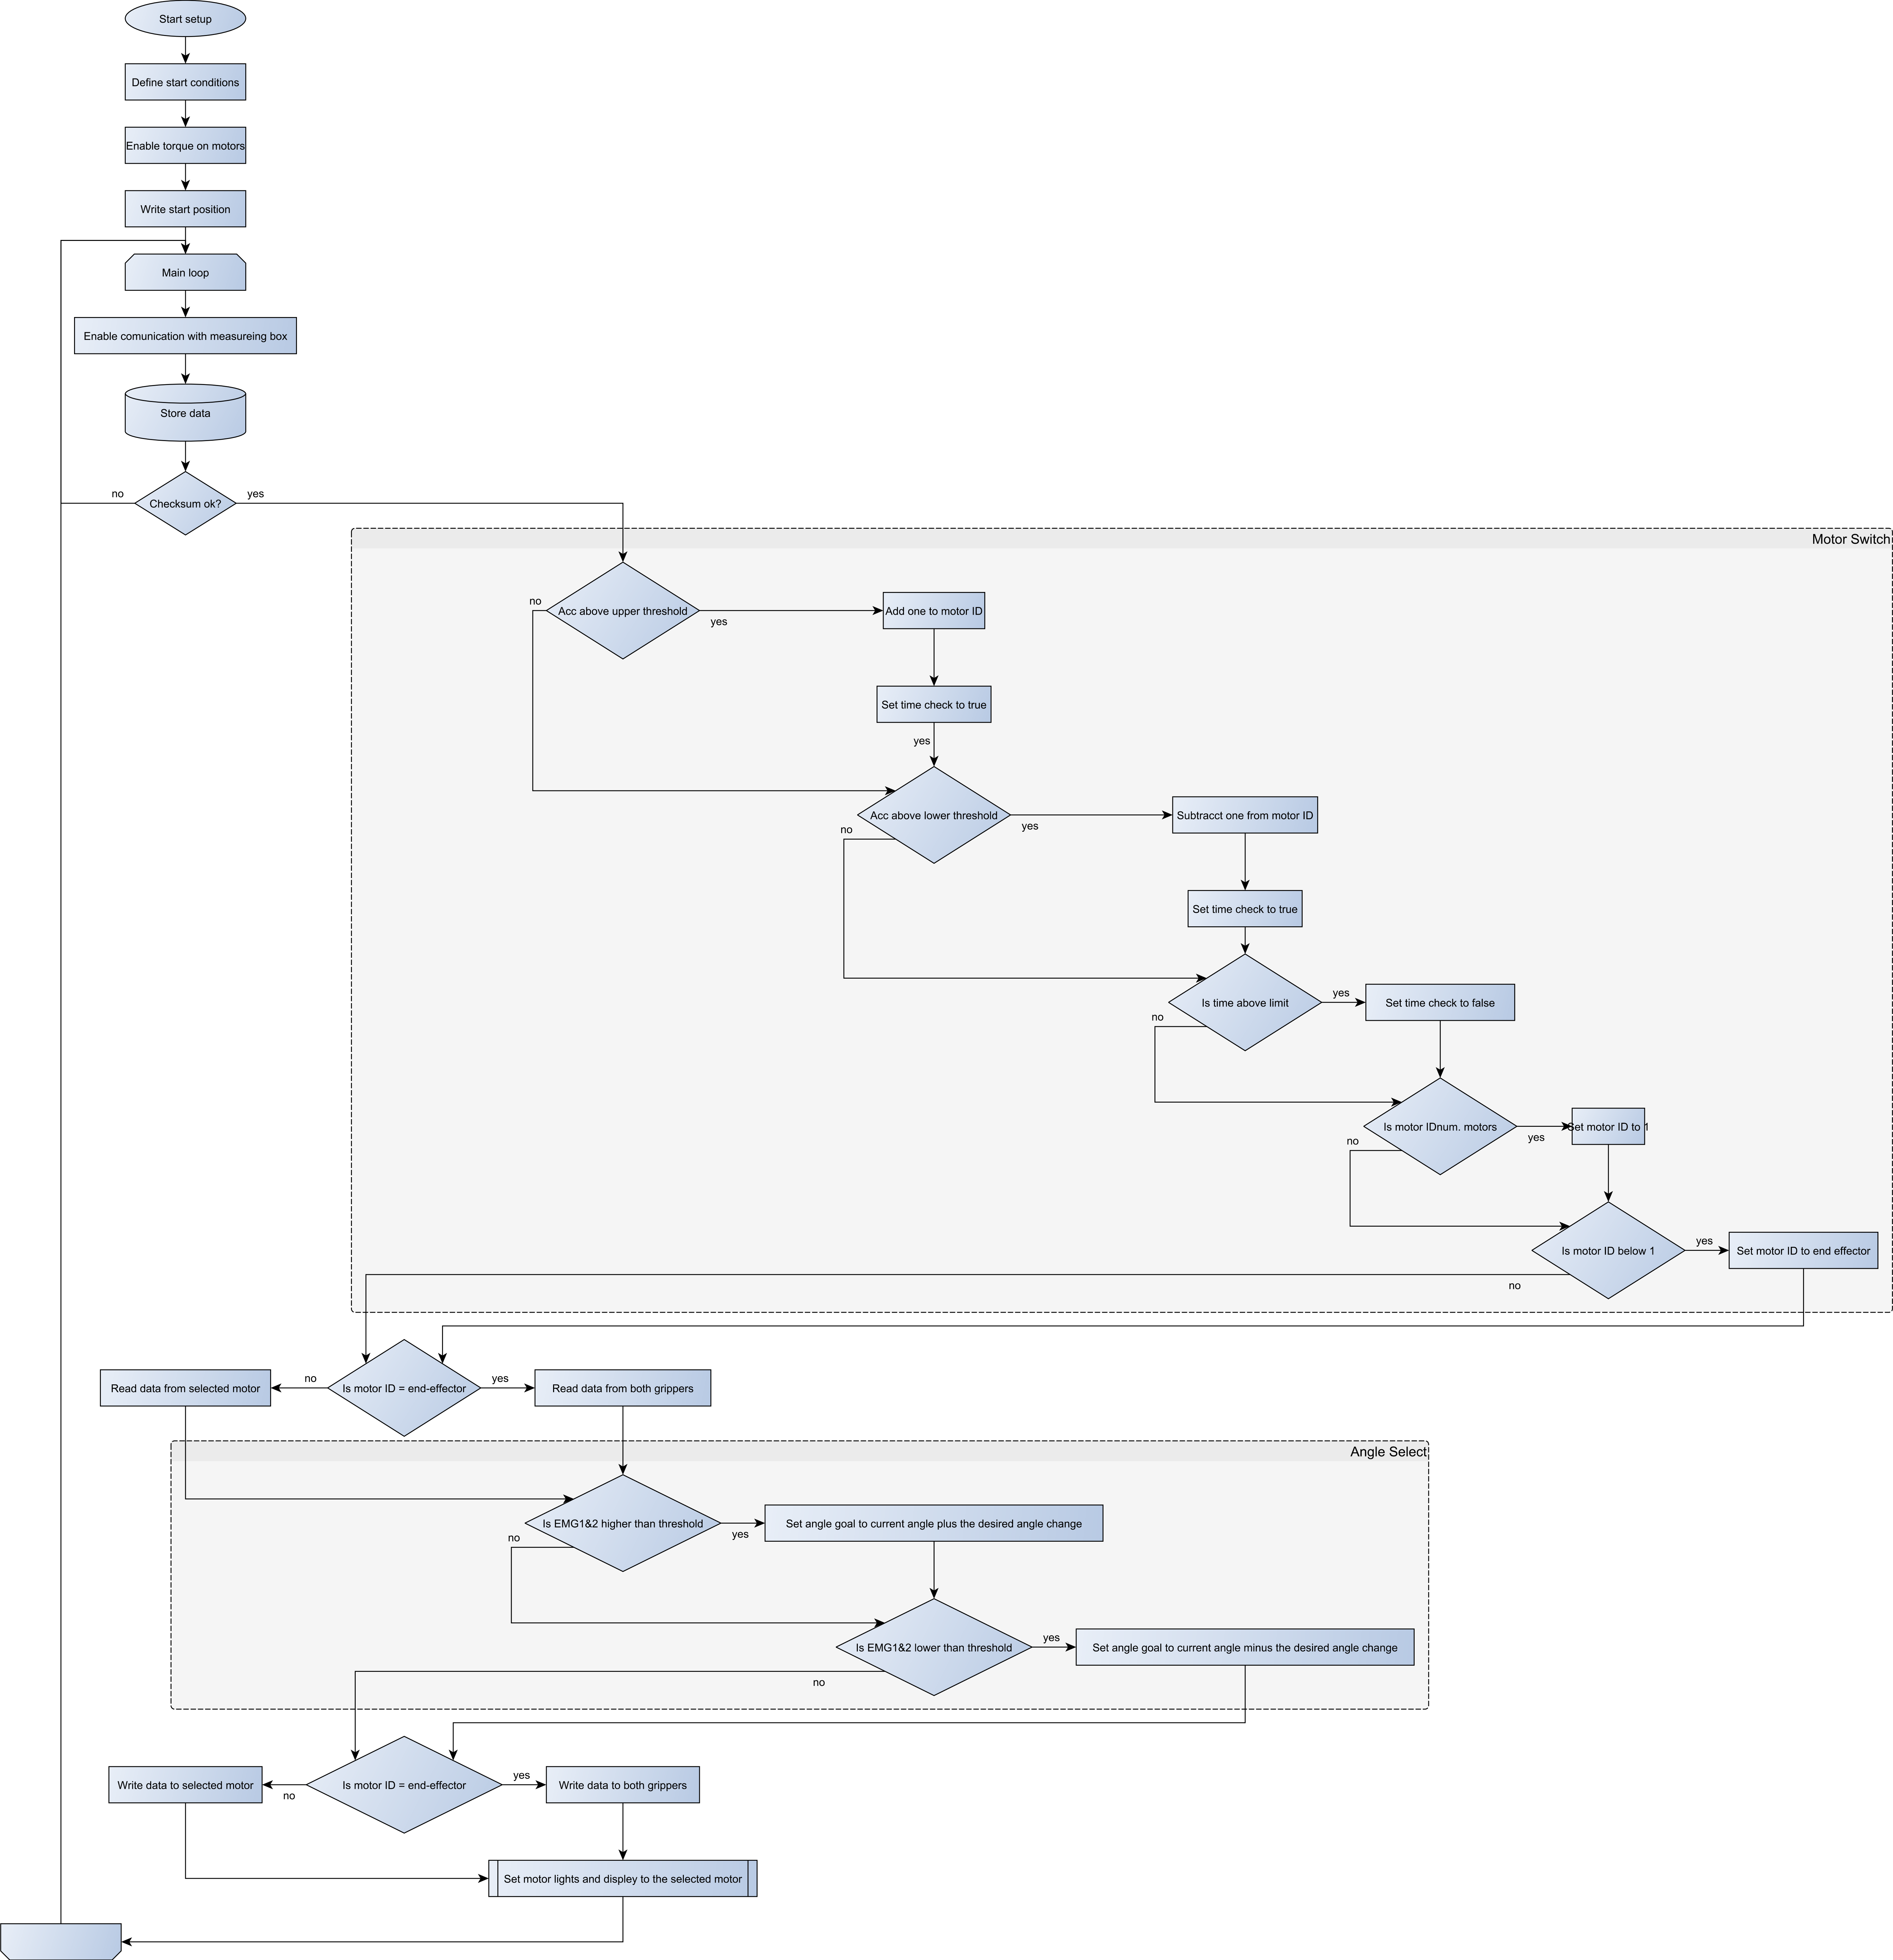 Start setup
Define start conditions
Enable torque on motors
Write start position
Main loop
Enable comunication with measureing box
Store data
Checksum ok?
no
yes
Motor Switch
Acc above upper threshold
no
yes
Add one to motor ID
Set time check to true
yes
Acc above lower threshold
no
yes
Subtracct one from motor ID
Set time check to true
Is time above limit
no
yes
Set time check to false
Is motor IDnum. motors
no
yes
Set motor ID to 1
Is motor ID below 1
no
yes
Set motor ID to end effector
Read data from selected motor
no
Is motor ID = end-effector
yes
Read data from both grippers
Angle Select
Is EMG1&2 higher than threshold
no
yes
Set angle goal to current angle plus the desired angle change
Is EMG1&2 lower than threshold
no
yes
Set angle goal to current angle minus the desired angle change
Write data to selected motor
no
Is motor ID = end-effector
yes
Write data to both grippers
Set motor lights and displey to the selected motor